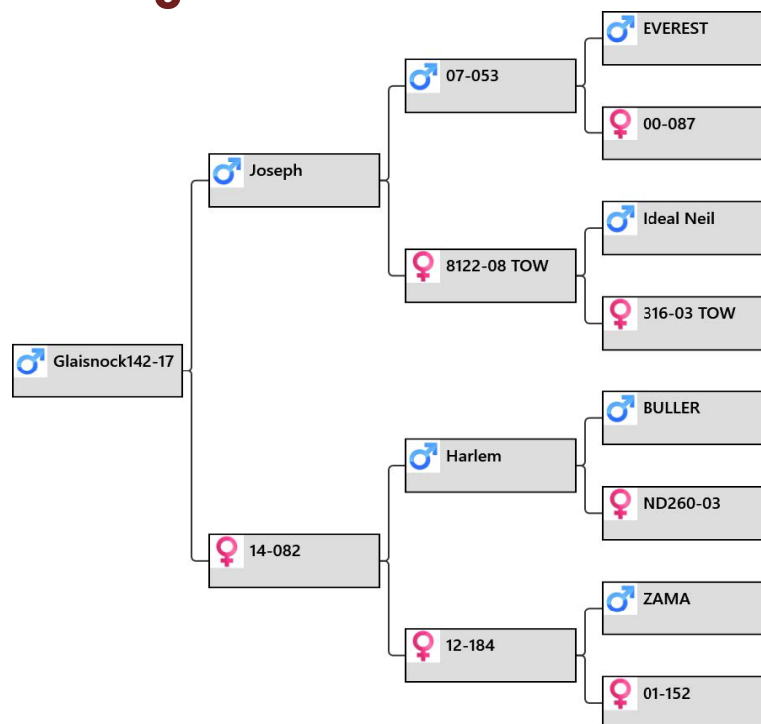 EVEREST
07-053
00-087
Joseph
Ideal Neil
8122-08 TOW
316-03 TOW
Glaisnock142-17
BULLER
Harlem
ND260-03
14-082
ZAMA
12-184
01-152